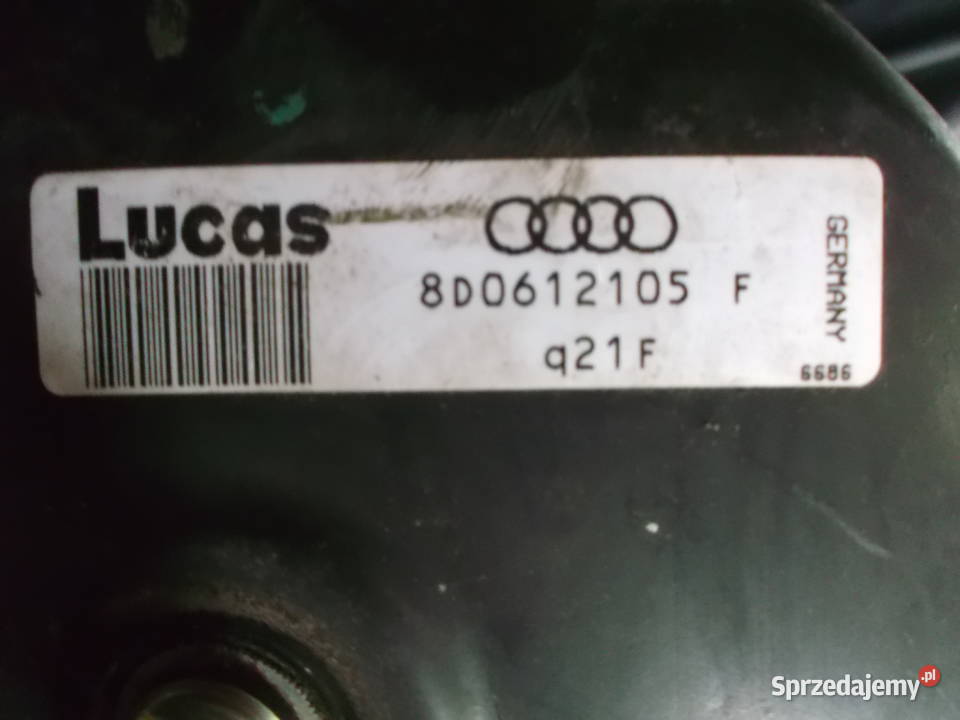 Lucas
8D0612105 F
q21F
GERMANY
6686
Sprzedajemy.pl